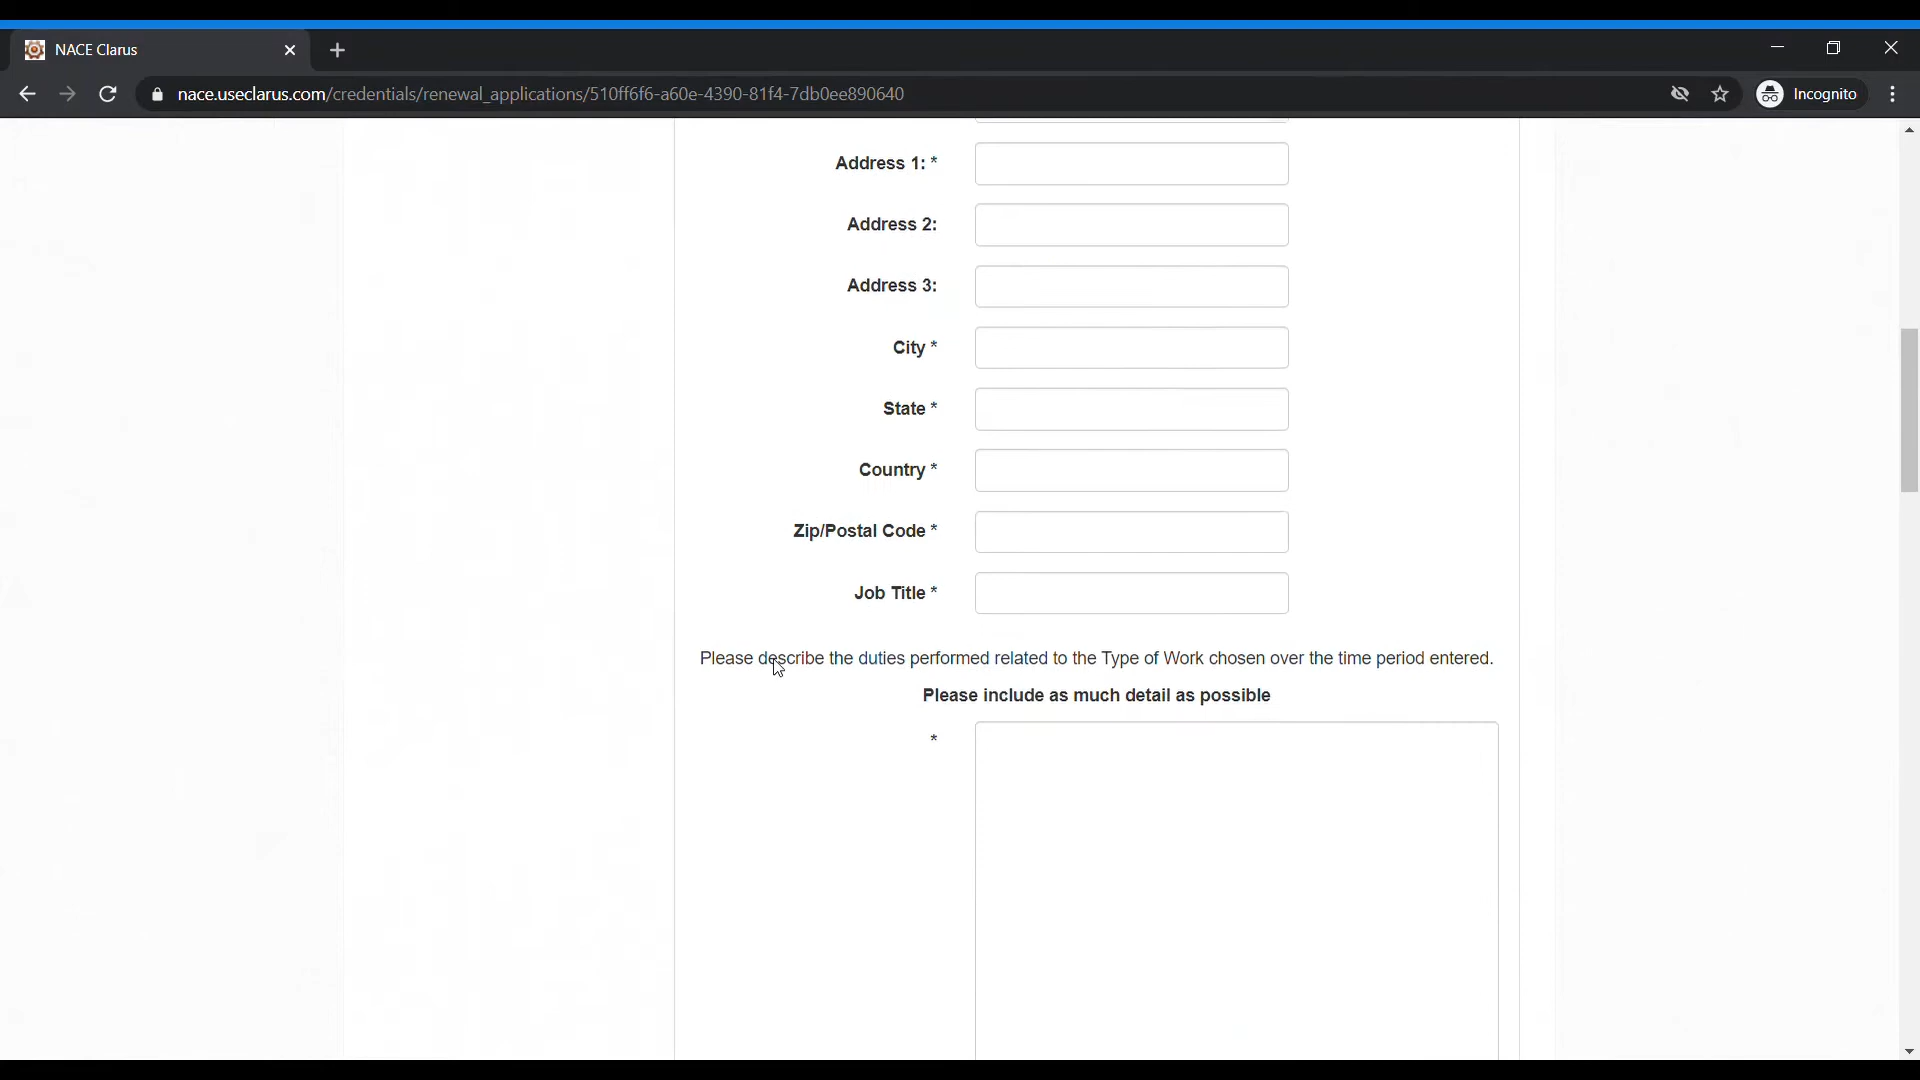 NACE Clarus
nace.useclarus.com/credentials/renewal_applications/510ff6f6-a60e-4390-81f4-7db0ee890640
Incognito
Address 1: *
Address 2:
Address 3:
City *
State *
Country *
Zip/Postal Code *
Job Title *
Please describe the duties performed related to the Type of Work chosen over the time period entered.
Please include as much detail as possible
*